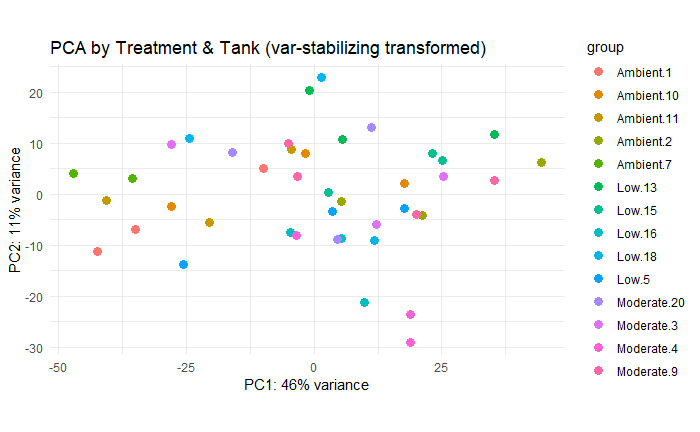 PCA by Treatment & Tank (var-stabilizing transformed)
group
Ambient.1
Ambient.10
Ambient.11
Ambient.2
Ambient.7
Low.13
Low.15
Low.16
Low.18
Low.5
Moderate.20
Moderate.3
Moderate.4
Moderate.9
PC2: 11% variance
20
10
0
-10
-20
-30
-50
-25
0
25
PC1: 46% variance